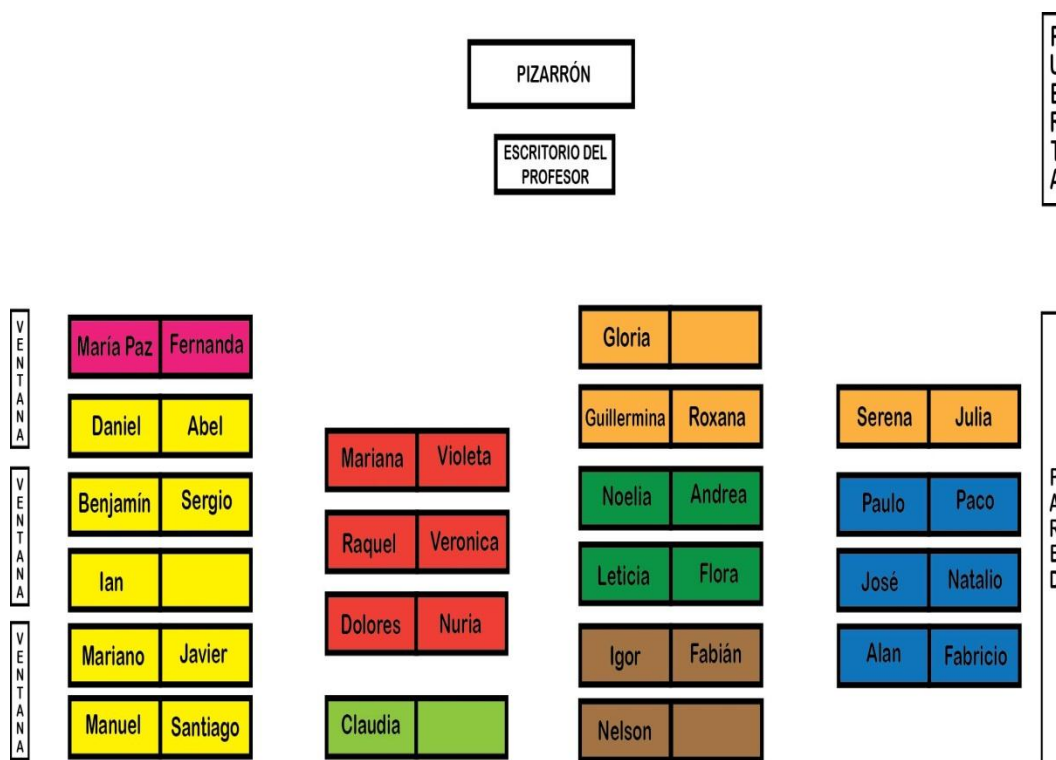 PIZARRÓN
ESCRITORIO DEL
PROFESOR
PUERTA
VENTANA
María Paz Fernanda
Daniel Abel
VENTANA
Benjamín Sergio
Ian
VENTANA
Mariano Javier
Manuel Santiago
Mariana Violeta
Raquel Veronica
Dolores Nuria
Claudia
Gloria
Guillermina Roxana
Noelia Andrea
Leticia Flora
Igor Fabián
Nelson
Serena Julia
Paulo Paco
José Natalio
Alan Fabricio
PARED